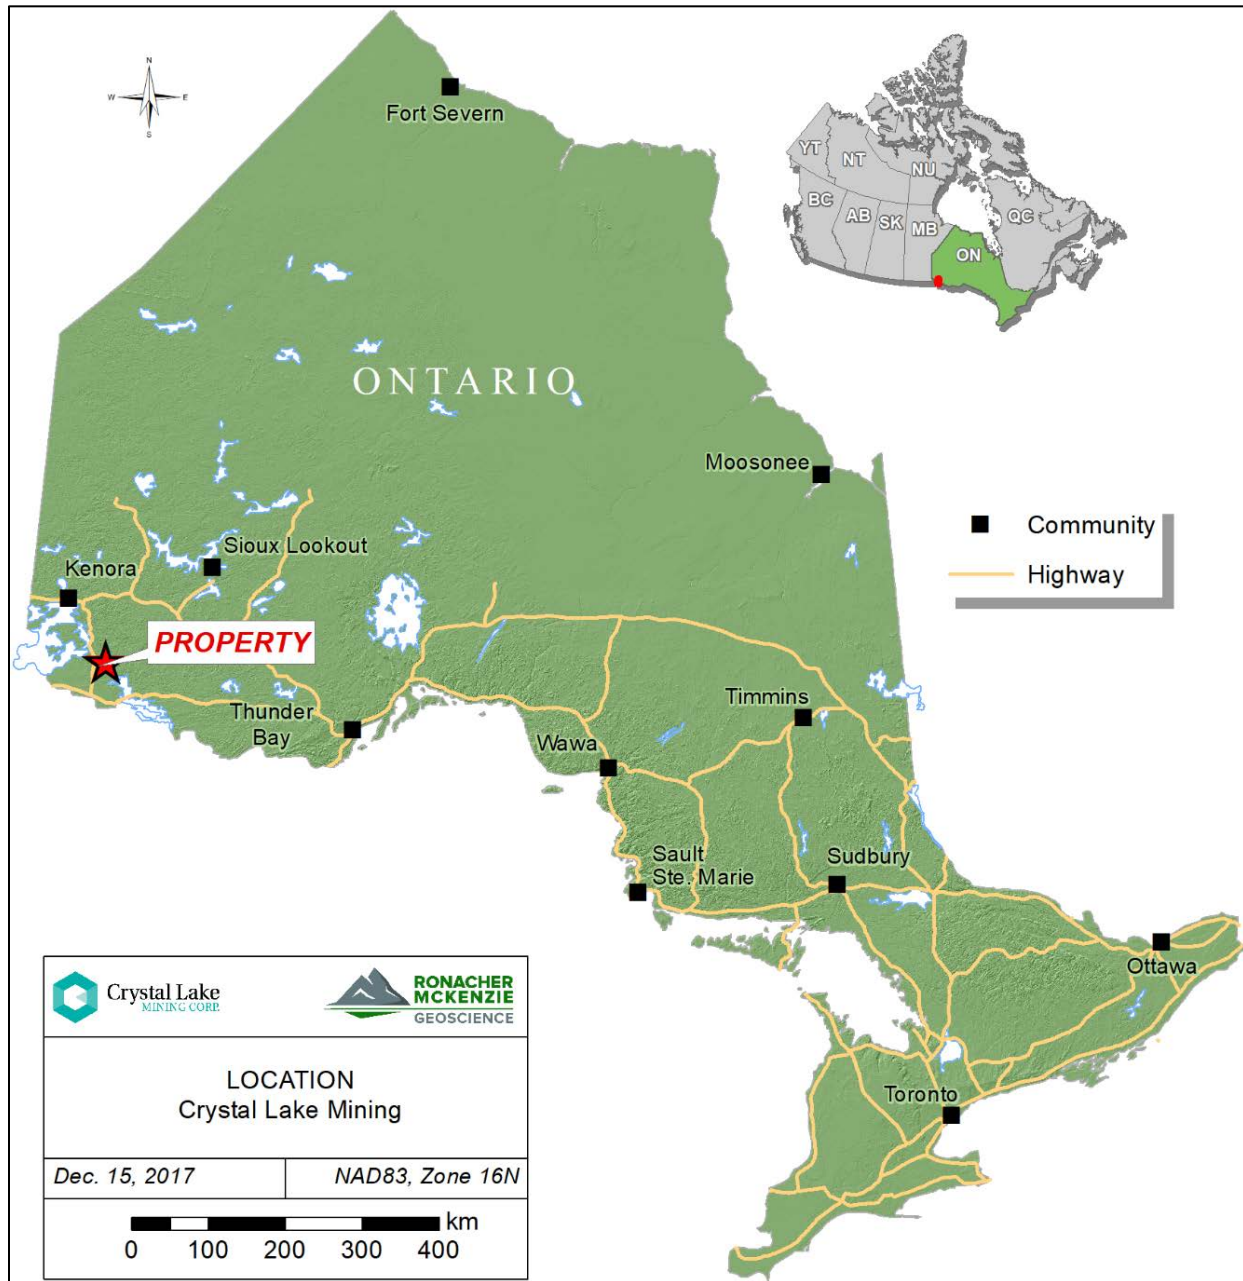 N
W E
S
Fort Severn
YT
NT
NU
BC
AB
SK
MB
QC
ON
ONTARIO
Moosonee
Community
Highway
Sioux Lookout
Kenora
PROPERTY
Thunder
Bay
Timmins
Wawa
Sault
Ste. Marie
Sudbury
Ottawa
Toronto
Crystal Lake
MINING CORP.
RONACHER
MCKENZIE
GEOSCIENCE
LOCATION
Crystal Lake Mining
Dec. 15, 2017
NAD83, Zone 16N
km
0 100 200 300 400